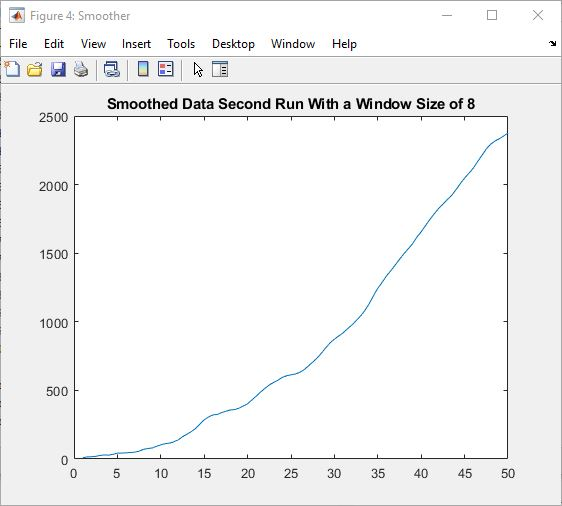 Figure 4: Smoother
File Edit View Insert Tools Desktop Window Help
Smoothed Data Second Run With a Window Size of 8
2500
2000
1500
1000
500
0
0 5 10 15 20 25 30 35 40 45 50